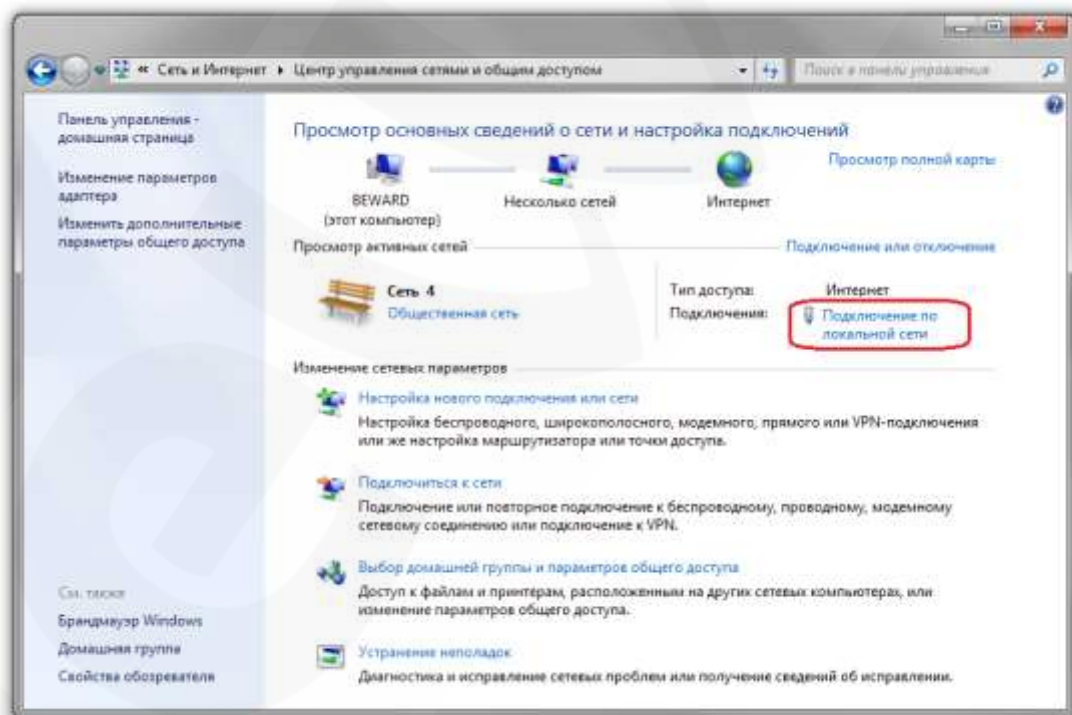 « Сеть и Интернет ▸ Центр управления сетями и общим доступом
Поиск в панели управления
Панель управления -
домашняя страница
Изменение параметров
адаптера
Изменить дополнительные
параметры общего доступа
См. также
Брандмауэр Windows
Домашняя группа
Свойства обозревателя
Просмотр основных сведений о сети и настройка подключений
Просмотр полной карты
BEWARD
(этот компьютер)
Несколько сетей
Интернет
Просмотр активных сетей
Подключение или отключение
Сеть 4
Общественная сеть
Тип доступа: Интернет
Подключения: Подключение по
локальной сети
Изменение сетевых параметров
Настройка нового подключения или сети
Настройка беспроводного, широкополосного, модемного, прямого или VPN-подключения
или же настройка маршрутизатора или точки доступа.
Подключиться к сети
Подключение или повторное подключение к беспроводному, проводному, модемному
сетевому соединению или подключение к VPN.
Выбор домашней группы и параметров общего доступа
Доступ к файлам и принтерам, расположенным на других сетевых компьютерах, или
изменение параметров общего доступа.
Устранение неполадок
Диагностика и исправление сетевых проблем или получение сведений об исправлении.